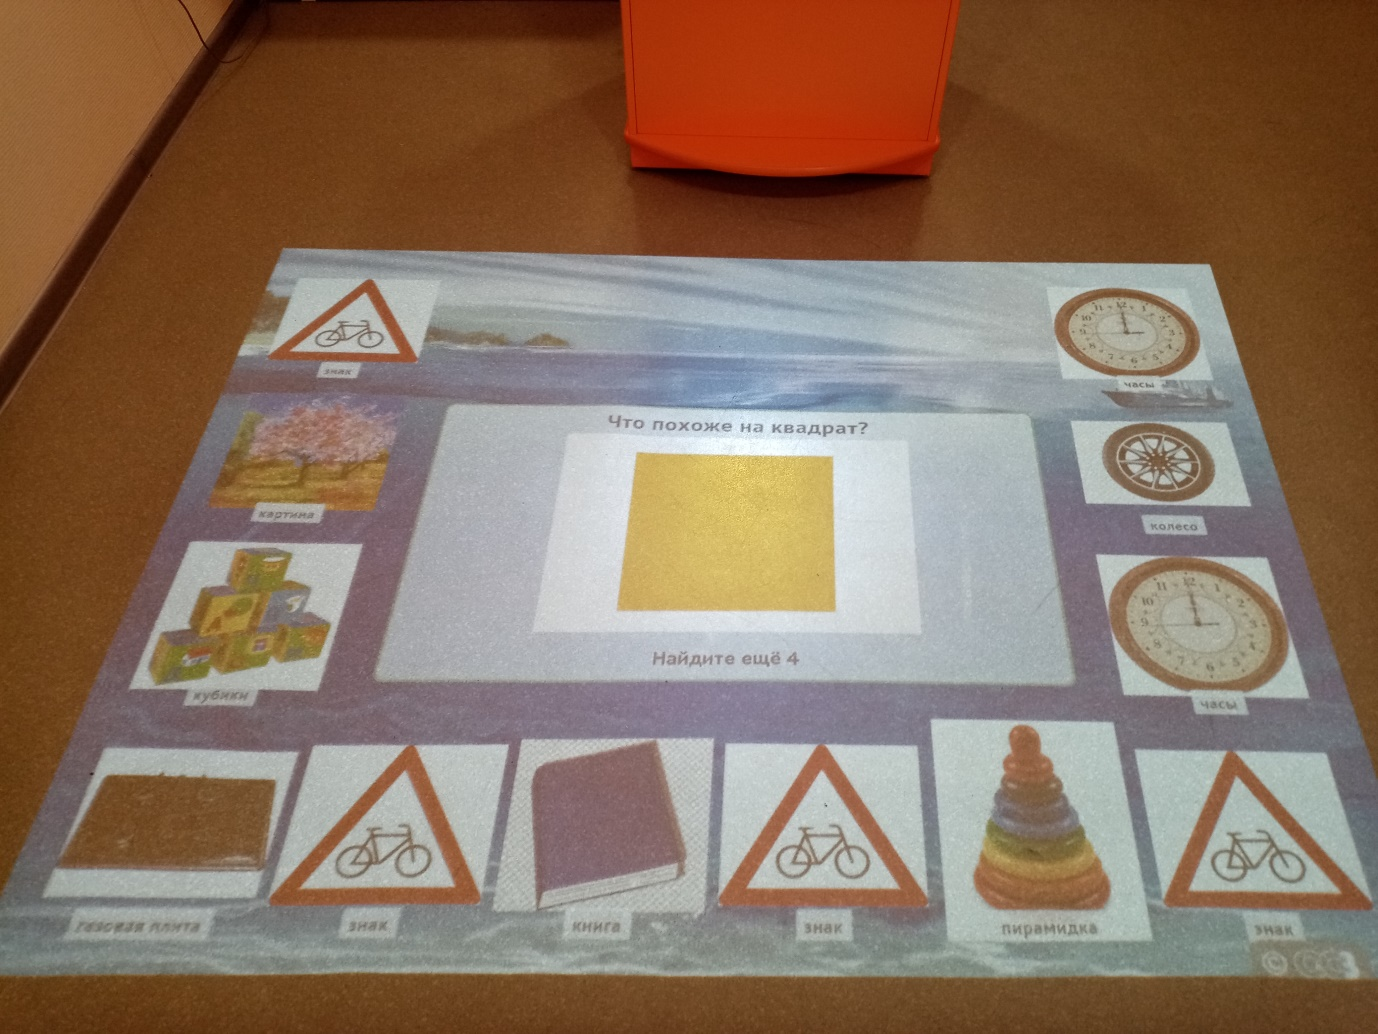 знак
часы
Что похоже на квадрат?
картина
колесо
Найдите ещё 4
кубики
часы
газовая плита
знак
книга
знак
пирамидка
знак